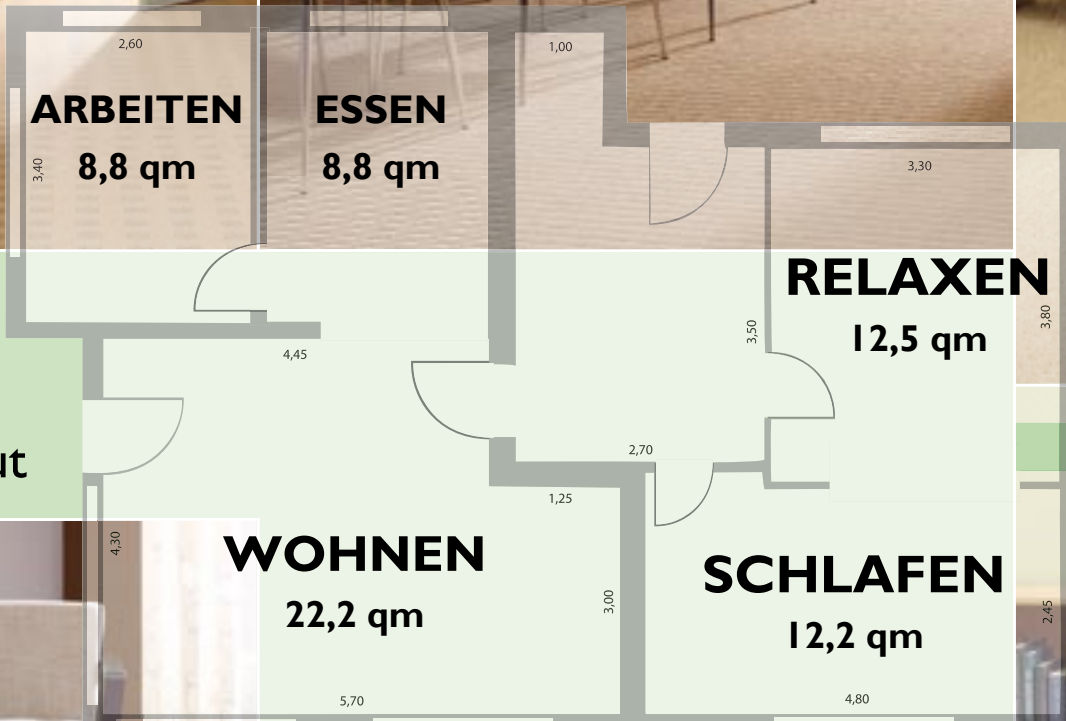 2,60
1,00
ARBEITEN
ESSEN
8,8 qm
8,8 qm
3,40
3,30
RELAXEN
12,5 qm
3,80
3,50
4,45
2,70
ut
1,25
4,30
WOHNEN
22,2 qm
3,00
SCHLAFEN
12,2 qm
2,45
5,70
4,80